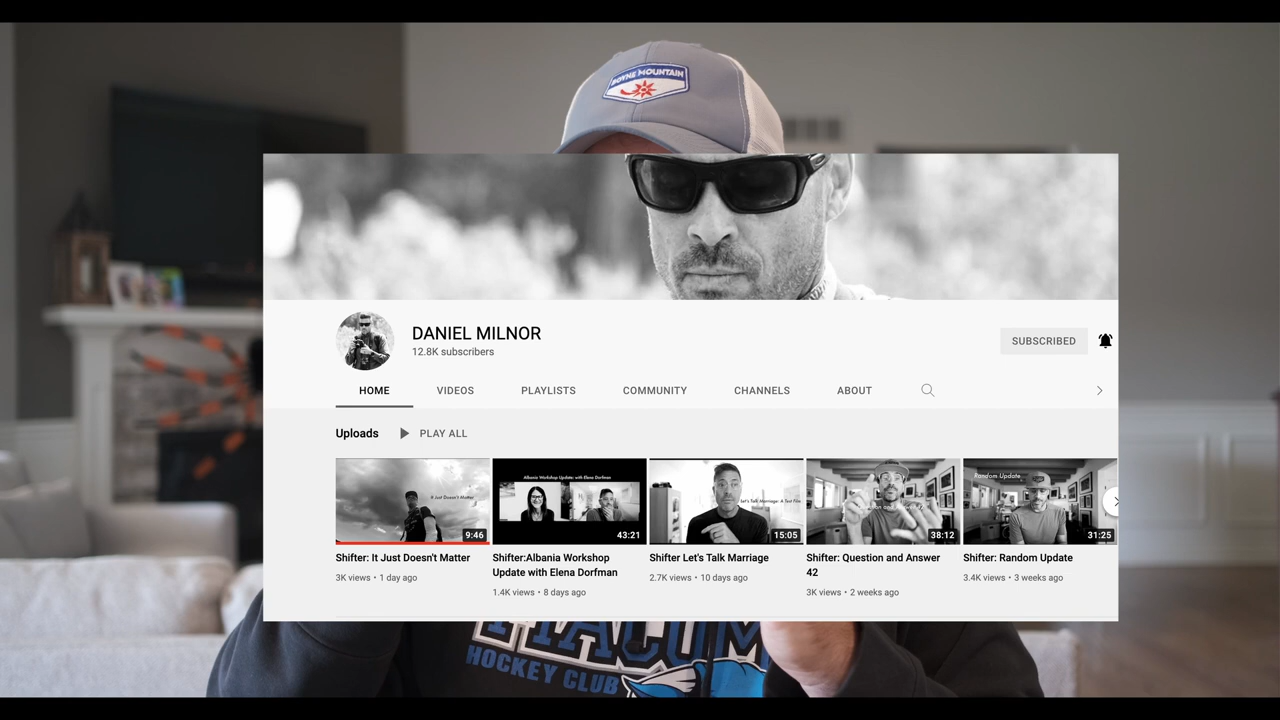 BOYNE MOUNTAIN
DANIEL MILNOR
12.8K subscribers
SUBSCRIBED
HOME
VIDEOS
PLAYLISTS
COMMUNITY
CHANNELS
ABOUT
Uploads
PLAY ALL
It Just Doesn't Matter
9:46
Shifter: It Just Doesn't Matter
3K views • 1 day ago
Albania Workshop Update: with Elena Dorfman
43:21
Shifter:Albania Workshop
Update with Elena Dorfman
1.4K views • 8 days ago
Let's Talk Marriage: A Test Film
15:05
Shifter Let's Talk Marriage
2.7K views • 10 days ago
38:12
Shifter: Question and Answer
42
3K views • 2 weeks ago
Random Update
31:25
Shifter: Random Update
3.4K views • 3 weeks ago
HOCKEY CLUB